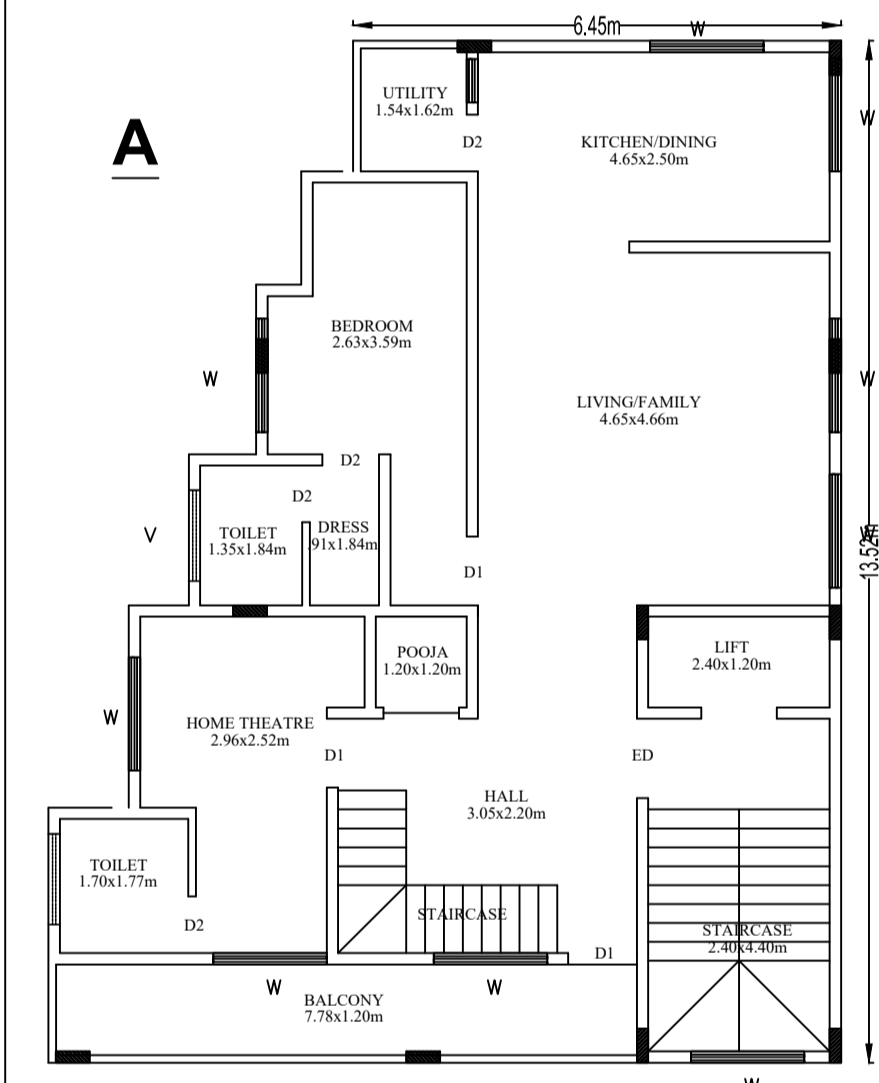 6.45m
W
UTILITY
1.54x1.62m
A
D2
KITCHEN/DINING
4.65x2.50m
W
BEDROOM
2.63x3.59m
W
LIVING/FAMILY
4.65x4.66m
W
D2
D2
V
TOILET
1.35x1.84m
DRESS
.91x1.84m
W
13.52m
D1
POOJA
1.20x1.20m
LIFT
2.40x1.20m
W
HOME THEATRE
2.96x2.52m
D1
ED
HALL
3.05x2.20m
TOILET
1.70x1.77m
D2
STAIRCASE
D1
STAIRCASE
2.40x4.40m
W
W
BALCONY
7.78x1.20m
W